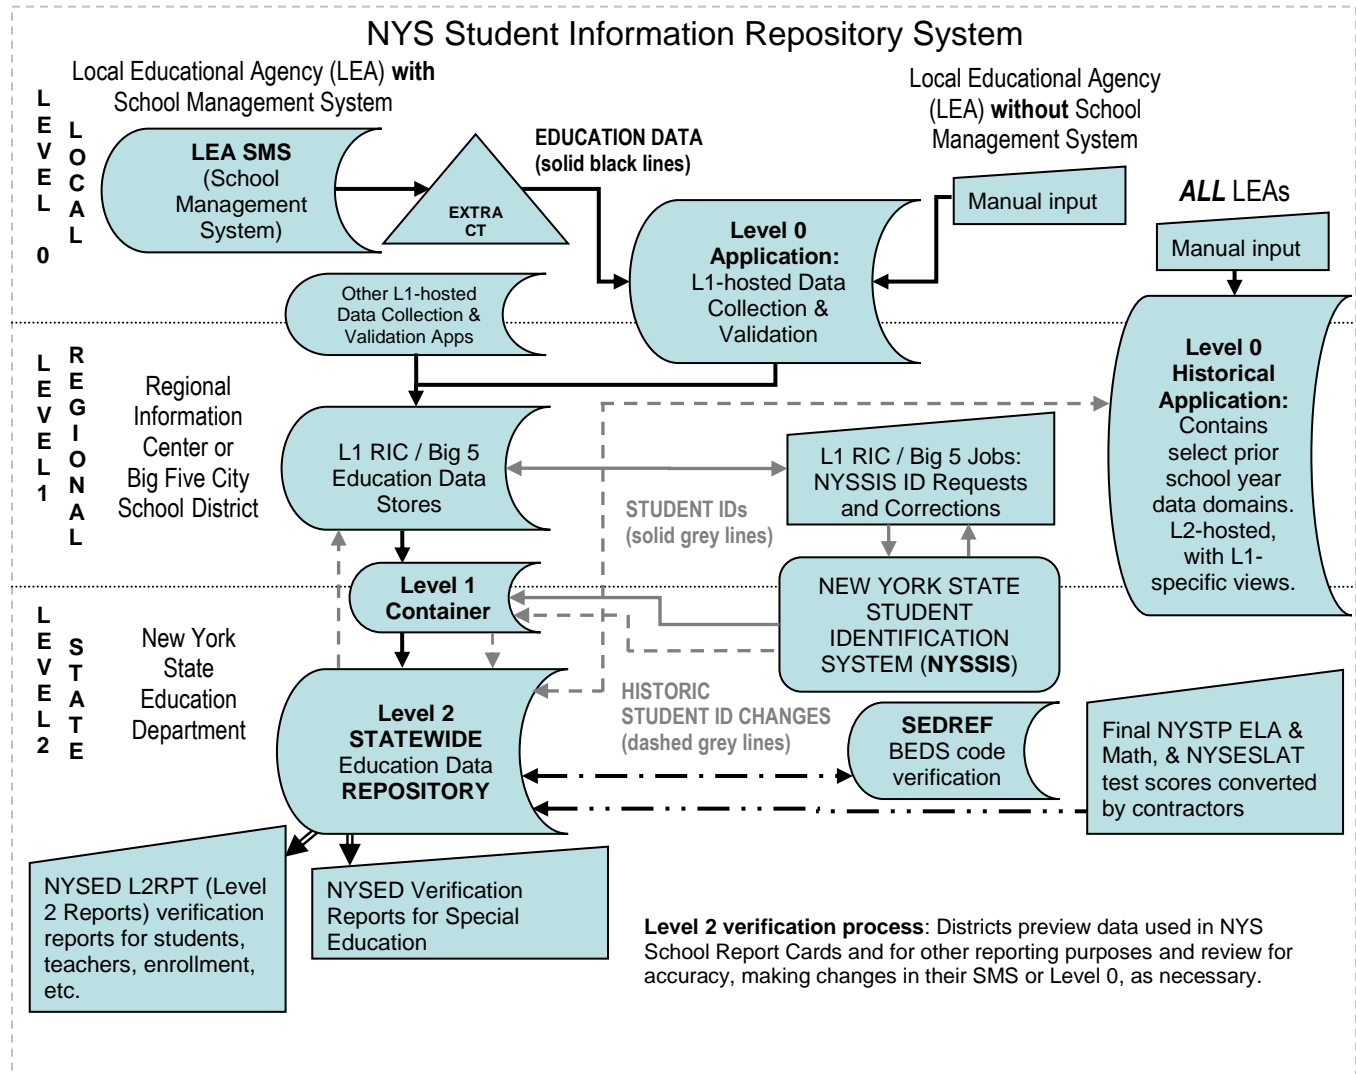 NYS Student Information Repository System
Local Educational Agency (LEA) with
School Management System
Local Educational Agency
(LEA) without School
Management System
LEVEL 0
LOCAL
LEA SMS
(School
Management
System)
EXTRA
CT
EDUCATION DATA
(solid black lines)
Level 0
Application:
L1-hosted Data
Collection &
Validation
Manual input
ALL LEAs
Manual input
Other L1-hosted
Data Collection &
Validation Apps
LEVEL 1
REGIONAL
Regional
Information
Center or
Big Five City
School District
L1 RIC / Big 5
Education Data
Stores
STUDENT IDs
(solid grey lines)
L1 RIC / Big 5 Jobs:
NYSSIS ID Requests
and Corrections
Level 0
Historical
Application:
Contains
select prior
school year
data domains.
L2-hosted,
with L1-
specific views.
Level 1
Container
NEW YORK STATE
STUDENT
IDENTIFICATION
SYSTEM (NYSSIS)
LEVEL 2
STATE
New York
State
Education
Department
Level 2
STATEWIDE
Education Data
REPOSITORY
HISTORIC
STUDENT ID CHANGES
(dashed grey lines)
SEDREF
BEDS code
verification
Final NYSTP ELA &
Math, & NYSESLAT
test scores converted
by contractors
NYSED L2RPT (Level
2 Reports) verification
reports for students,
teachers, enrollment,
etc.
NYSED Verification
Reports for Special
Education
Level 2 verification process: Districts preview data used in NYS
School Report Cards and for other reporting purposes and review for
accuracy, making changes in their SMS or Level 0, as necessary.